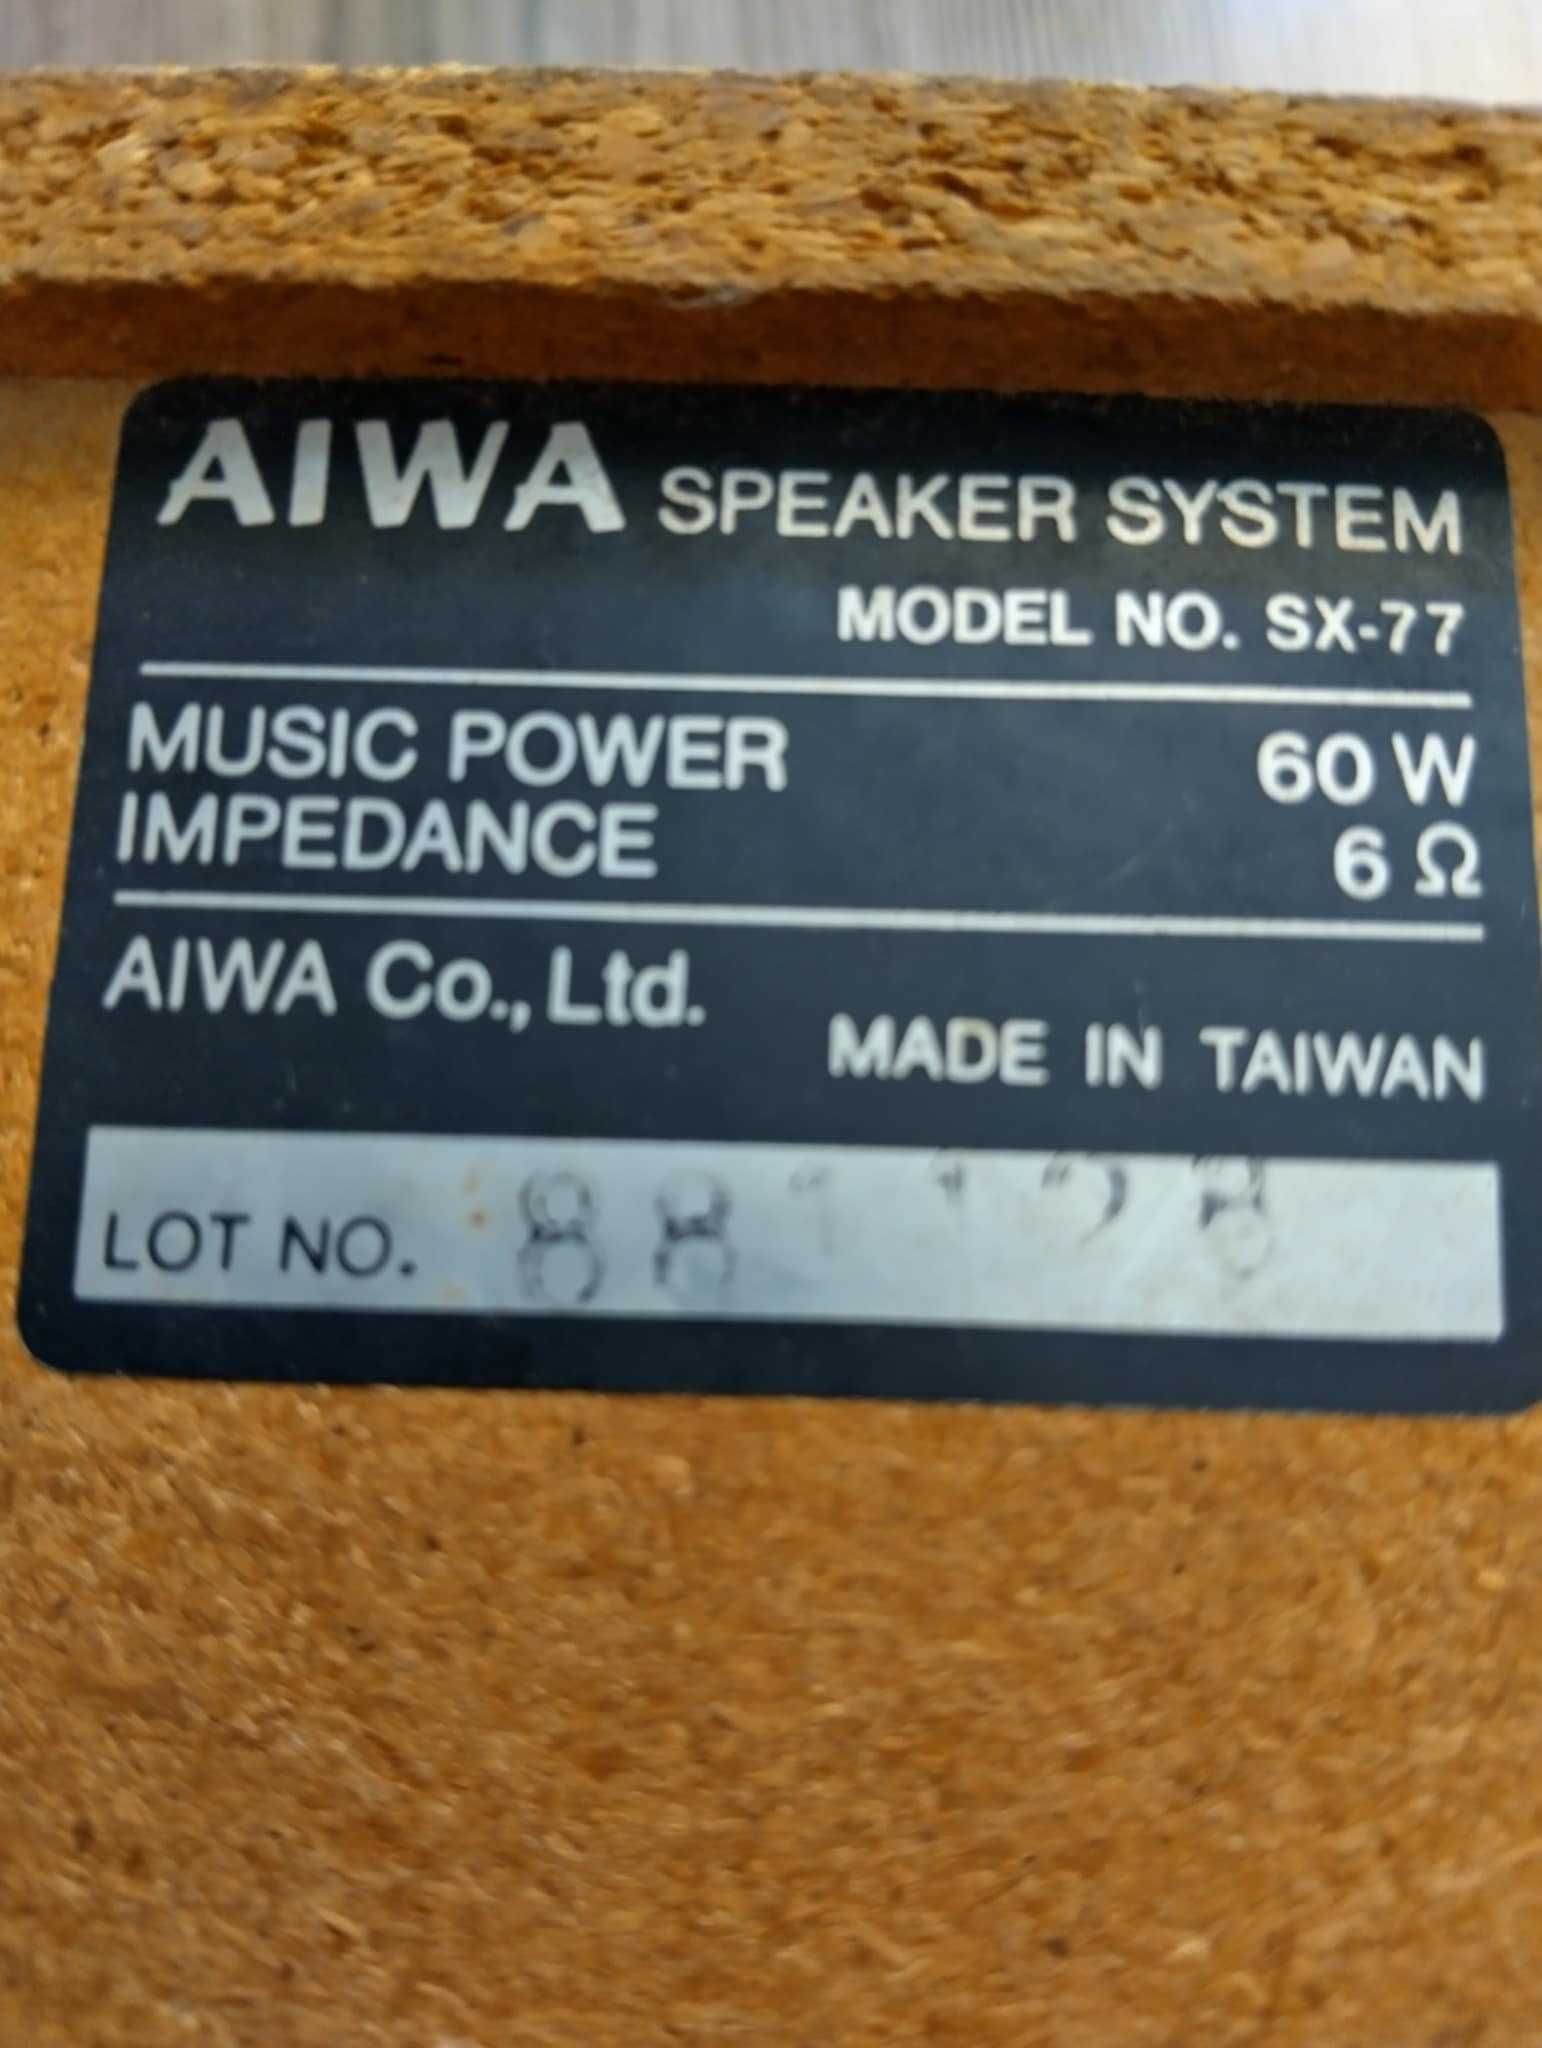 AIWA SPEAKER SYSTEM
MODEL NO. SX-77
MUSIC POWER 60 W
IMPEDANCE 6 Ω
AIWA Co., Ltd.
MADE IN TAIWAN
LOT NO.